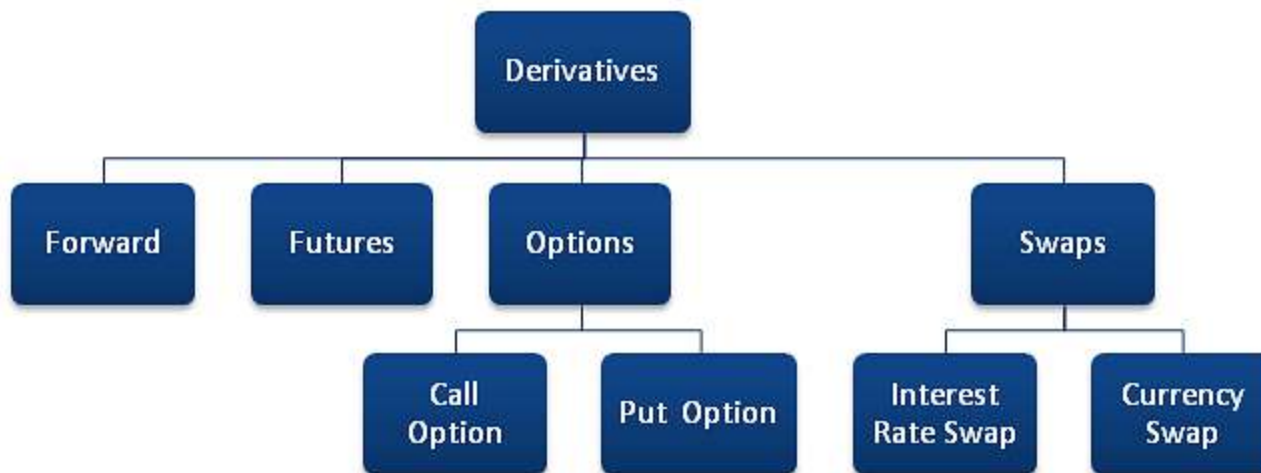 Derivatives
Forward
Futures
Options
Swaps
Call
Option
Put Option
Interest
Rate Swap
Currency
Swap